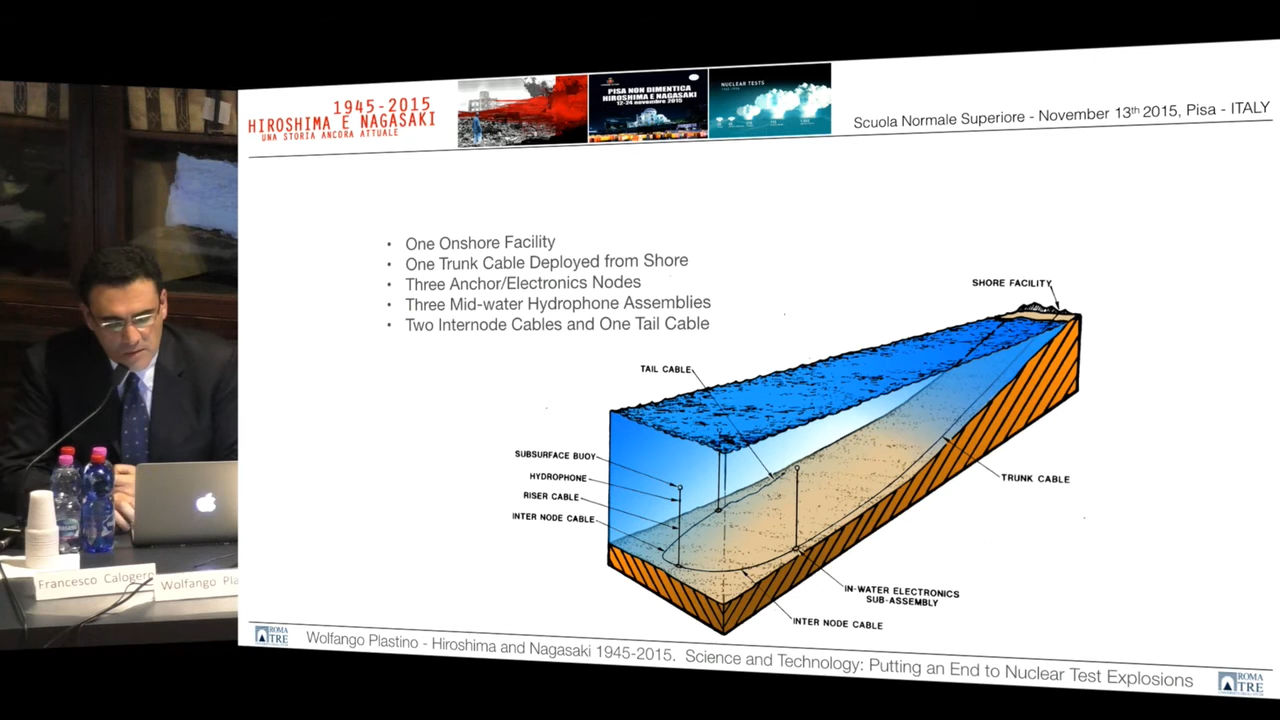 1945-2015
HIROSHIMA E NAGASAKI
UNA STORIA ANCORA ATTUALE
PISA NON DIMENTICA
HIROSHIMA E NAGASAKI
12-24 novembre 2015
NUCLEAR TESTS
Scuola Normale Superiore - November 13th 2015, Pisa - ITALY
• One Onshore Facility
• One Trunk Cable Deployed from Shore
• Three Anchor/Electronics Nodes
• Three Mid-water Hydrophone Assemblies
• Two Internode Cables and One Tail Cable
SHORE FACILITY
TAIL CABLE
SUBSURFACE BUOY
HYDROPHONE
RISER CABLE
INTER NODE CABLE
TRUNK CABLE
IN-WATER ELECTRONICS
SUB-ASSEMBLY
INTER NODE CABLE
Francesco Calogero
Wolfango Pla
ROMA
TRE
Wolfango Plastino - Hiroshima and Nagasaki 1945-2015. Science and Technology: Putting an End to Nuclear Test Explosions
ROMA
TRE